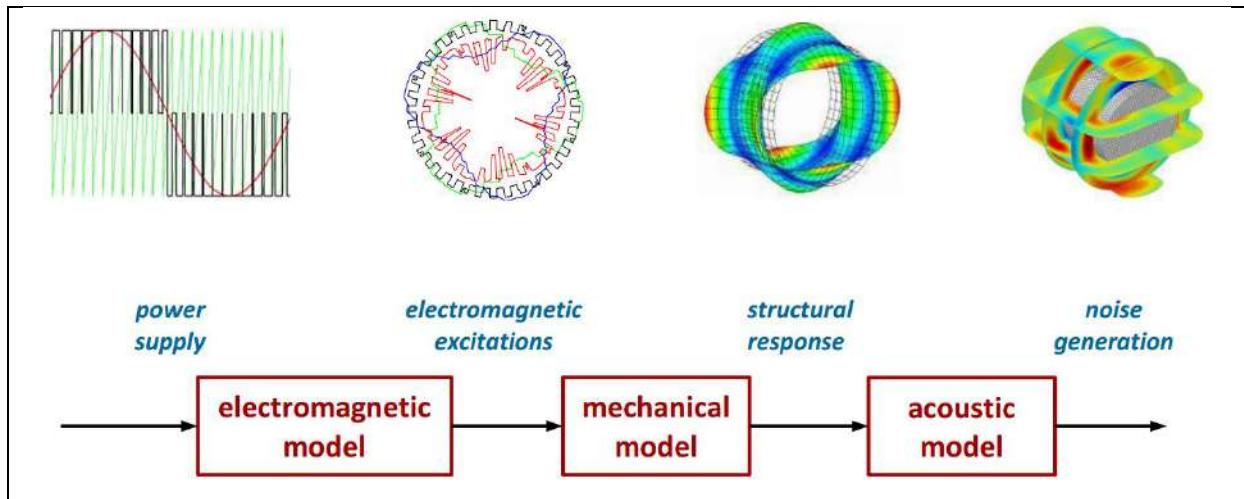 power
supply
electromagnetic
excitations
structural
response
noise
generation
electromagnetic
model
mechanical
model
acoustic
model